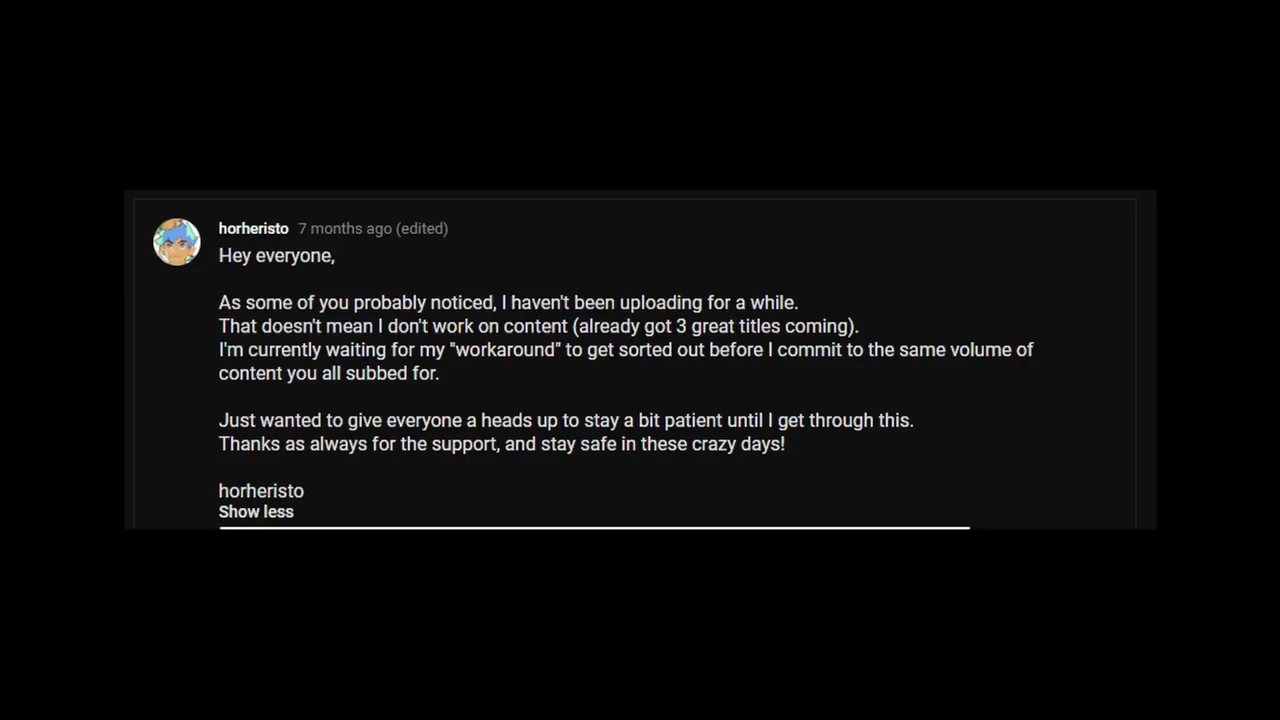 horheristo 7 months ago (edited)
Hey everyone,
As some of you probably noticed, I haven't been uploading for a while.
That doesn't mean I don't work on content (already got 3 great titles coming).
I'm currently waiting for my "workaround" to get sorted out before I commit to the same volume of
content you all subbed for.
Just wanted to give everyone a heads up to stay a bit patient until I get through this.
Thanks as always for the support, and stay safe in these crazy days!
horheristo
Show less